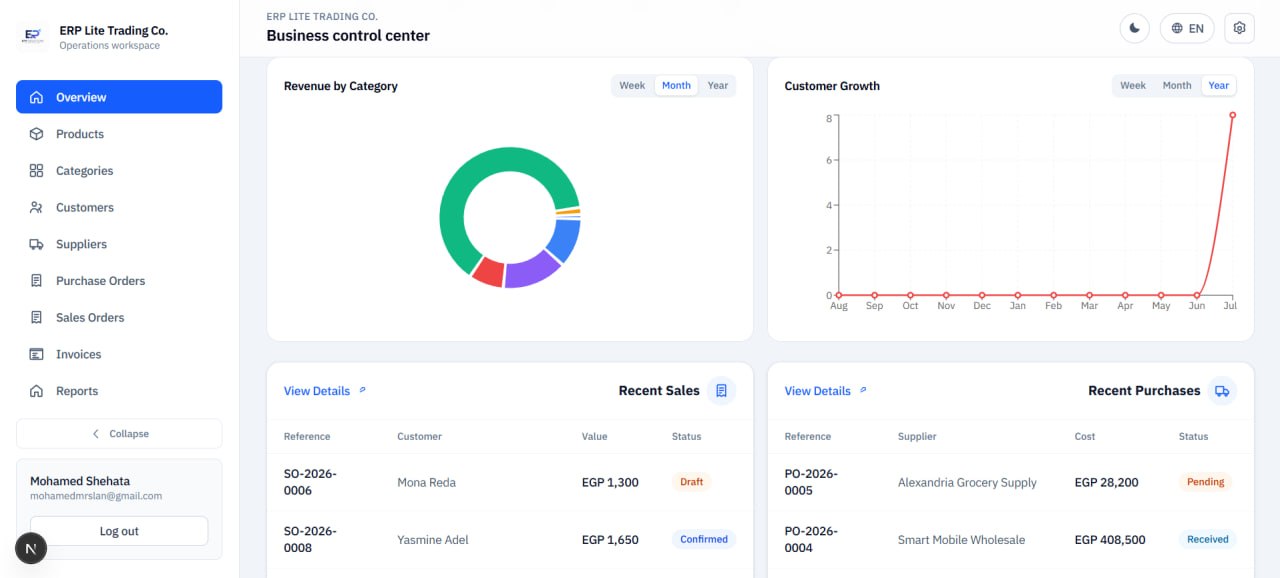 ERP
ERP Lite Trading Co.
Operations workspace
Overview
Products
Categories
Customers
Suppliers
Purchase Orders
Sales Orders
Invoices
Reports
Collapse
Mohamed Shehata
mohamedmrslan@gmail.com
Log out
N
ERP LITE TRADING CO.
Business control center
EN
Revenue by Category
Week Month Year
Customer Growth
Week Month Year
8
6
4
2
0
Aug Sep Oct Nov Dec Jan Feb Mar Apr May Jun Jul
View Details
Recent Sales
Reference Customer Value Status
SO-2026-
0006
Mona Reda EGP 1,300 Draft
SO-2026-
0008
Yasmine Adel EGP 1,650 Confirmed
View Details
Recent Purchases
Reference Supplier Cost Status
PO-2026-
0005
Alexandria Grocery Supply EGP 28,200 Pending
PO-2026-
0004
Smart Mobile Wholesale EGP 408,500 Received